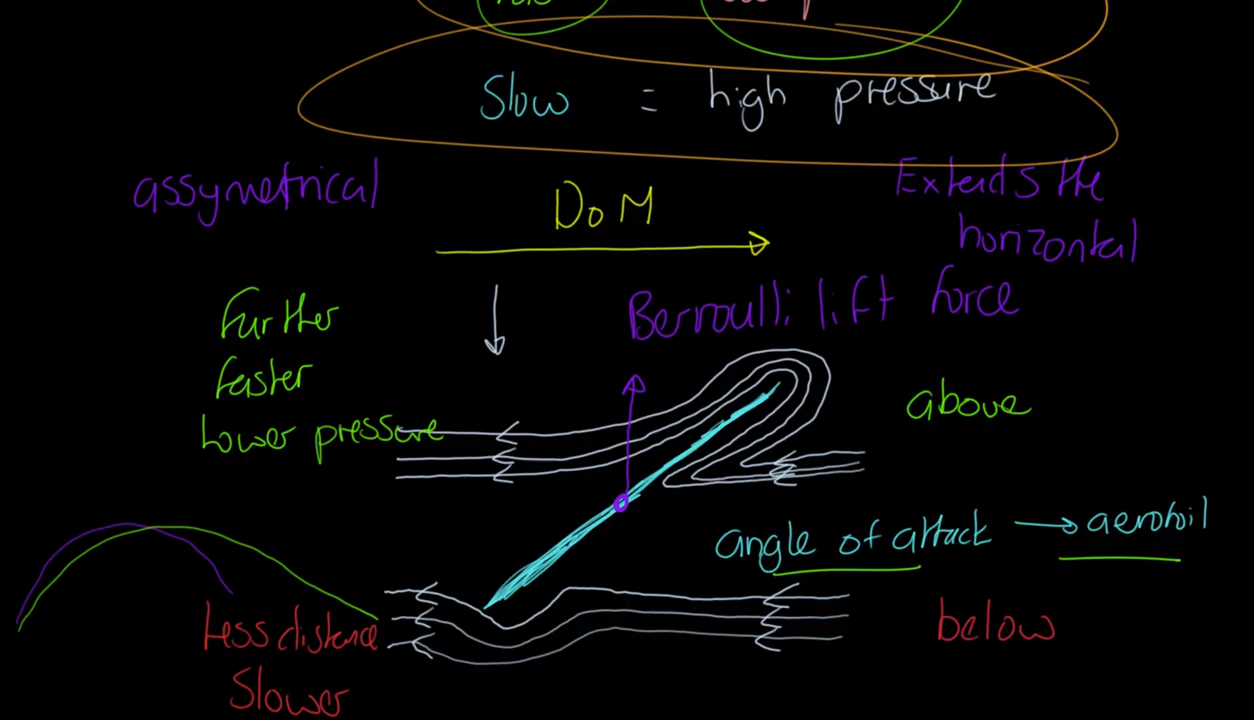 Slow = high pressure
assymetrical
DoM
Extends the
horizontal
Bernoulli lift force
Further
faster
Lower pressure
above
angle of attack → aerofoil
Less distance
Slower
below